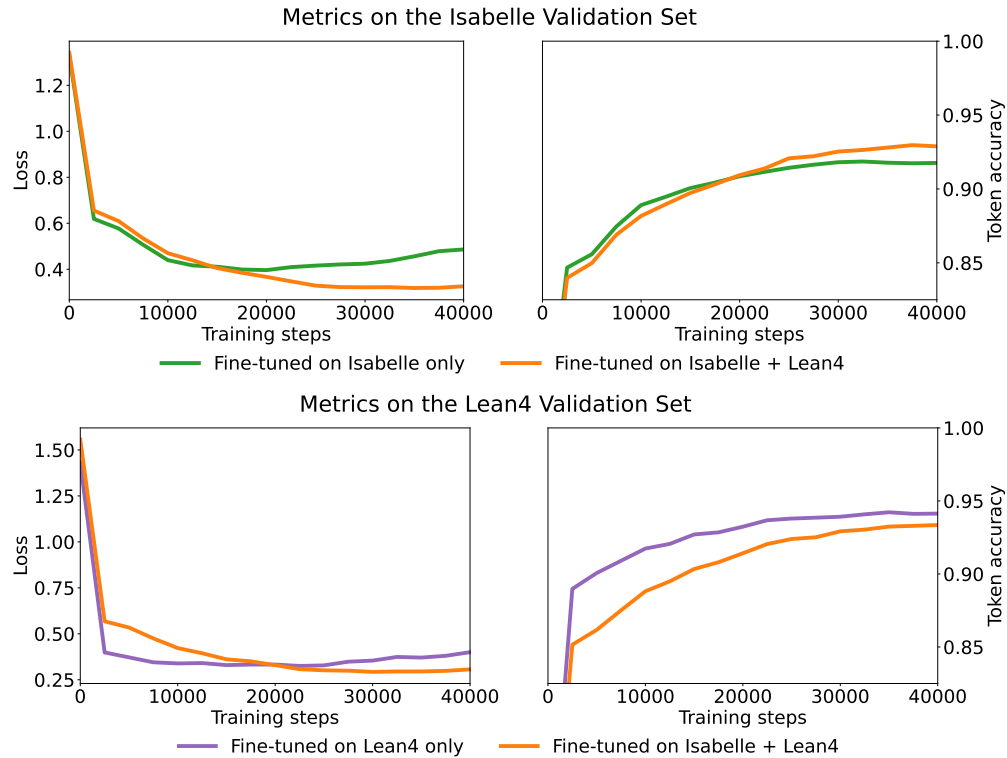 Metrics on the Isabelle Validation Set
Loss
1.2
1.0
0.8
0.6
0.4
0 10000 20000 30000 40000
Training steps
1.00
0.95
0.90
0.85
Token accuracy
0 10000 20000 30000 40000
Training steps
Fine-tuned on Isabelle only Fine-tuned on Isabelle + Lean4
Metrics on the Lean4 Validation Set
Loss
1.50
1.25
1.00
0.75
0.50
0.25
0 10000 20000 30000 40000
Training steps
1.00
0.95
0.90
0.85
Token accuracy
0 10000 20000 30000 40000
Training steps
Fine-tuned on Lean4 only Fine-tuned on Isabelle + Lean4